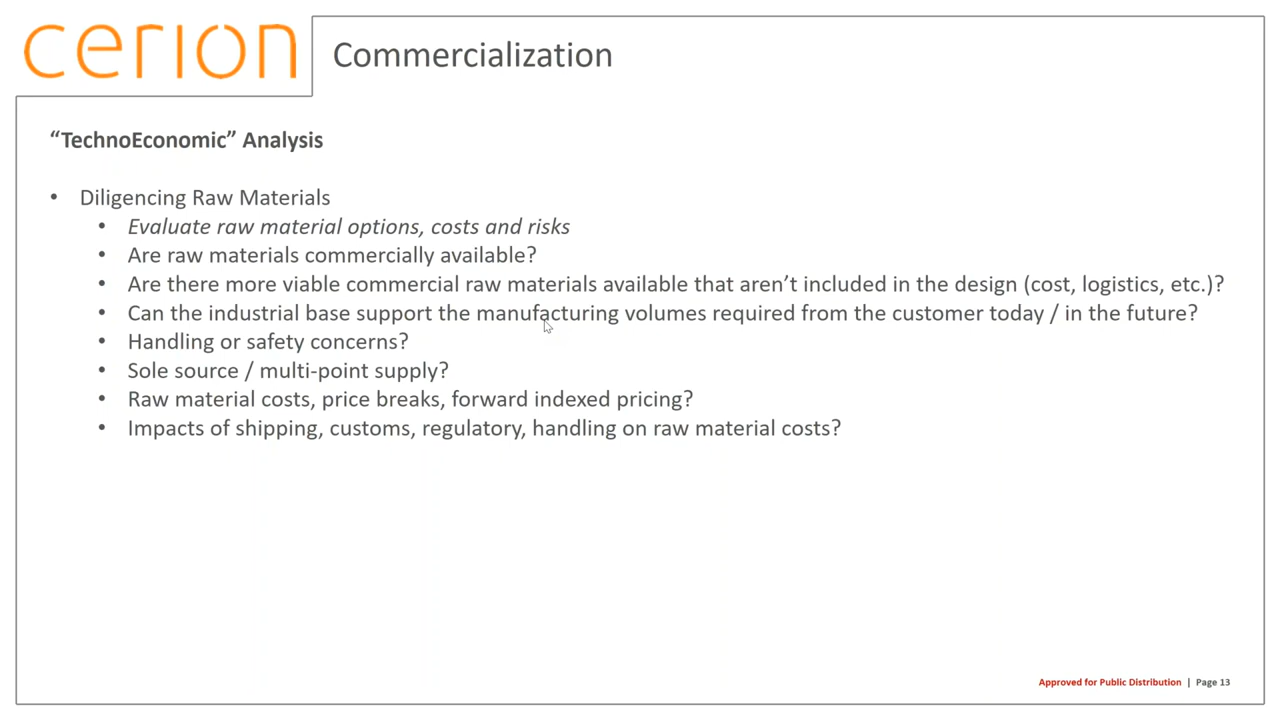 cerion
Commercialization
“TechnoEconomic” Analysis
• Diligencing Raw Materials
• Evaluate raw material options, costs and risks
• Are raw materials commercially available?
• Are there more viable commercial raw materials available that aren’t included in the design (cost, logistics, etc.)?
• Can the industrial base support the manufacturing volumes required from the customer today / in the future?
• Handling or safety concerns?
• Sole source / multi-point supply?
• Raw material costs, price breaks, forward indexed pricing?
• Impacts of shipping, customs, regulatory, handling on raw material costs?
Approved for Public Distribution | Page 13